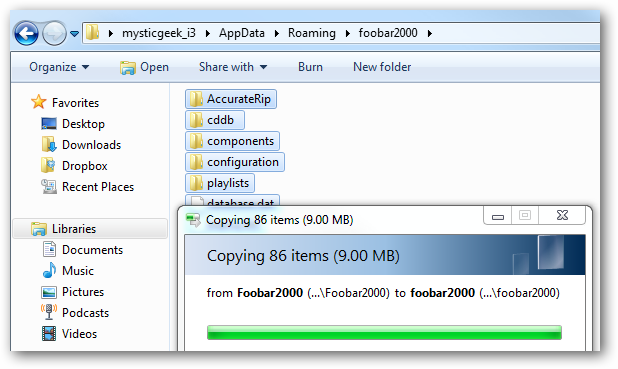 mysticgeek_i3 AppData Roaming foobar2000
Organize Open Share with Burn New folder
Favorites
Desktop
Downloads
Dropbox
Recent Places
Libraries
Documents
Music
Pictures
Podcasts
Videos
AccurateRip
cddb
components
configuration
playlists
database.dat
Copying 86 items (9.00 MB)
Copying 86 items (9.00 MB)
from Foobar2000 (...\Foobar2000) to foobar2000 (...\foobar2000)